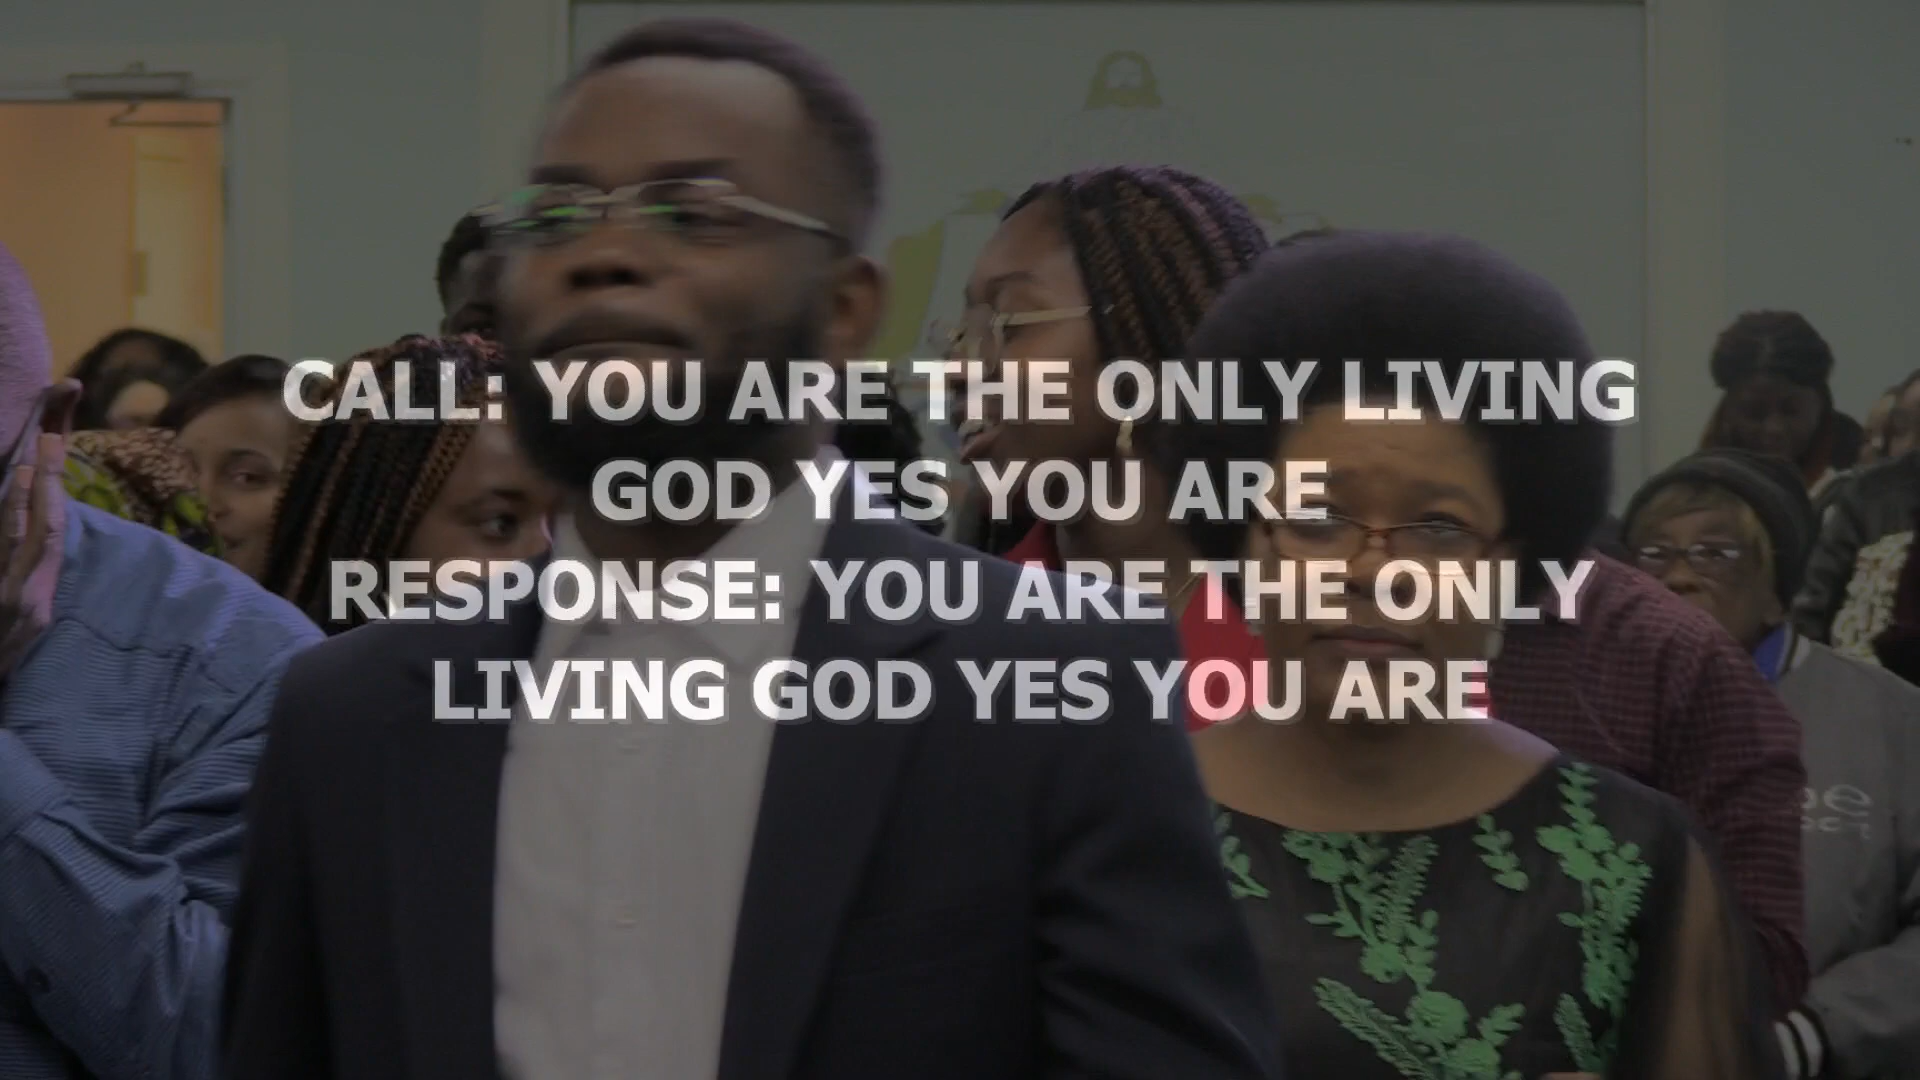 CALL: YOU ARE THE ONLY LIVING
GOD YES YOU ARE
RESPONSE: YOU ARE THE ONLY
LIVING GOD YES YOU ARE